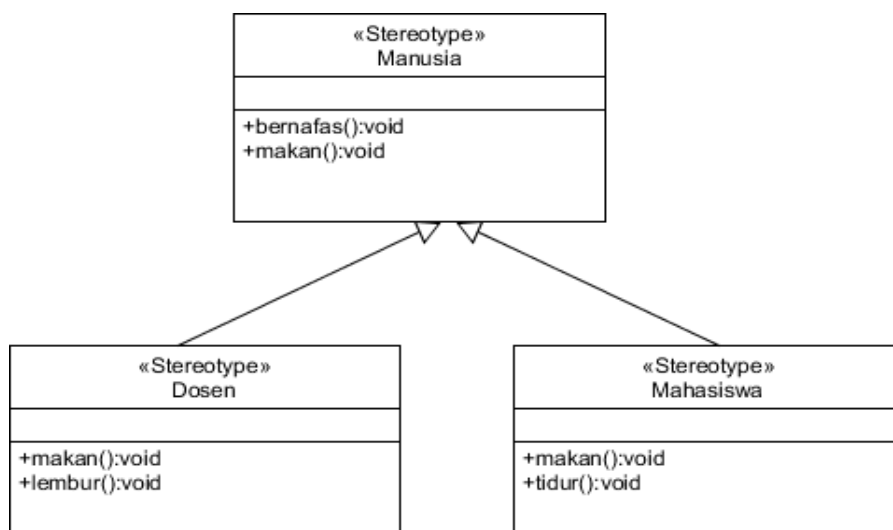 «Stereotype»
Manusia
+bernafas():void
+makan():void
«Stereotype»
Dosen
+makan():void
+lembur():void
«Stereotype»
Mahasiswa
+makan():void
+tidur():void